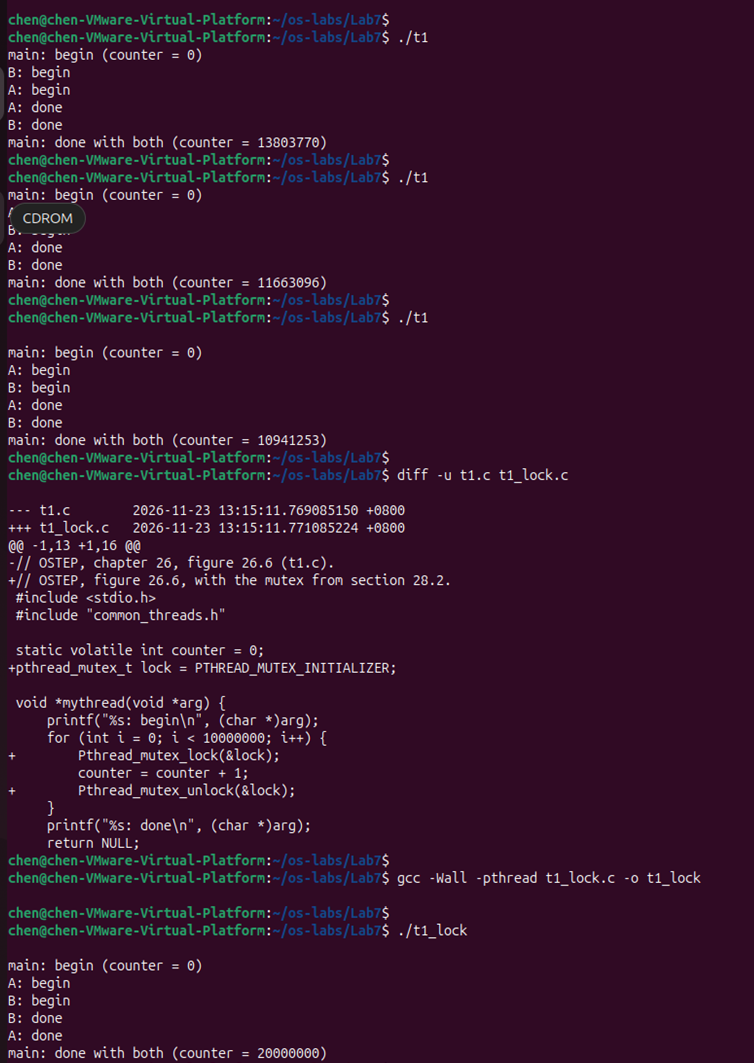 chen@chen-VMware-Virtual-Platform:~/os-labs/Lab7$
chen@chen-VMware-Virtual-Platform:~/os-labs/Lab7$ ./t1
main: begin (counter = 0)
B: begin
A: begin
A: done
B: done
main: done with both (counter = 13803770)
chen@chen-VMware-Virtual-Platform:~/os-labs/Lab7$
chen@chen-VMware-Virtual-Platform:~/os-labs/Lab7$ ./t1
main: begin (counter = 0)
CDROM
B:
A: done
B: done
main: done with both (counter = 11663096)
chen@chen-VMware-Virtual-Platform:~/os-labs/Lab7$
chen@chen-VMware-Virtual-Platform:~/os-labs/Lab7$ ./t1
main: begin (counter = 0)
A: begin
B: begin
A: done
B: done
main: done with both (counter = 10941253)
chen@chen-VMware-Virtual-Platform:~/os-labs/Lab7$
chen@chen-VMware-Virtual-Platform:~/os-labs/Lab7$ diff -u t1.c t1_lock.c
--- t1.c        2026-11-23 13:15:11.769085150 +0800
+++ t1_lock.c   2026-11-23 13:15:11.771085224 +0800
@@ -1,13 +1,16 @@
-// OSTEP, chapter 26, figure 26.6 (t1.c).
+// OSTEP, figure 26.6, with the mutex from section 28.2.
 #include <stdio.h>
 #include "common_threads.h"
 static volatile int counter = 0;
+pthread_mutex_t lock = PTHREAD_MUTEX_INITIALIZER;
 void *mythread(void *arg) {
     printf("%s: begin\n", (char *)arg);
     for (int i = 0; i < 10000000; i++) {
+        Pthread_mutex_lock(&lock);
         counter = counter + 1;
+        Pthread_mutex_unlock(&lock);
     }
     printf("%s: done\n", (char *)arg);
     return NULL;
chen@chen-VMware-Virtual-Platform:~/os-labs/Lab7$
chen@chen-VMware-Virtual-Platform:~/os-labs/Lab7$ gcc -Wall -pthread t1_lock.c -o t1_lock
chen@chen-VMware-Virtual-Platform:~/os-labs/Lab7$
chen@chen-VMware-Virtual-Platform:~/os-labs/Lab7$ ./t1_lock
main: begin (counter = 0)
A: begin
B: begin
B: done
A: done
main: done with both (counter = 20000000)